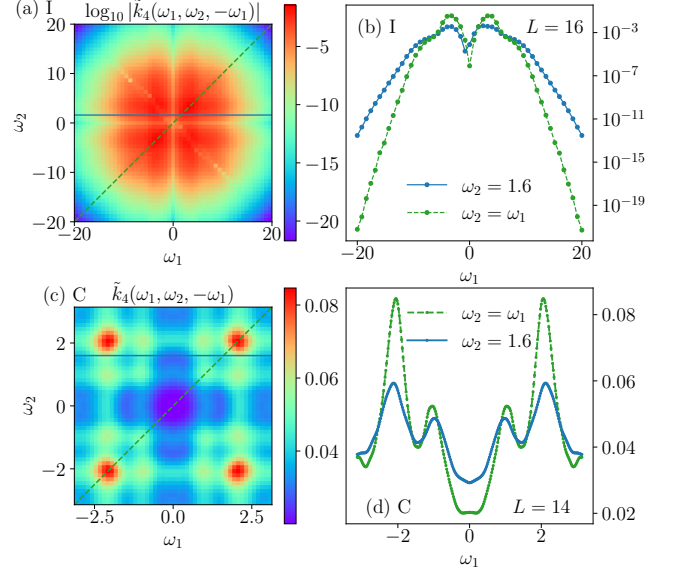 (a) I
log₁₀ |k̃₄(ω₁, ω₂, −ω₁)|
20
10
0
−10
−20
ω₂
−20
0
20
ω₁
−5
−10
−15
−20
(b) I
L = 16
ω₂ = 1.6
ω₂ = ω₁
10⁻³
10⁻⁷
10⁻¹¹
10⁻¹⁵
10⁻¹⁹
−20
0
20
ω₁
(c) C
k̃₄(ω₁, ω₂, −ω₁)
2
0
−2
ω₂
−2.5
0.0
2.5
ω₁
0.08
0.06
0.04
ω₂ = ω₁
ω₂ = 1.6
(d) C
L = 14
0.08
0.06
0.04
0.02
−2
0
2
ω₁